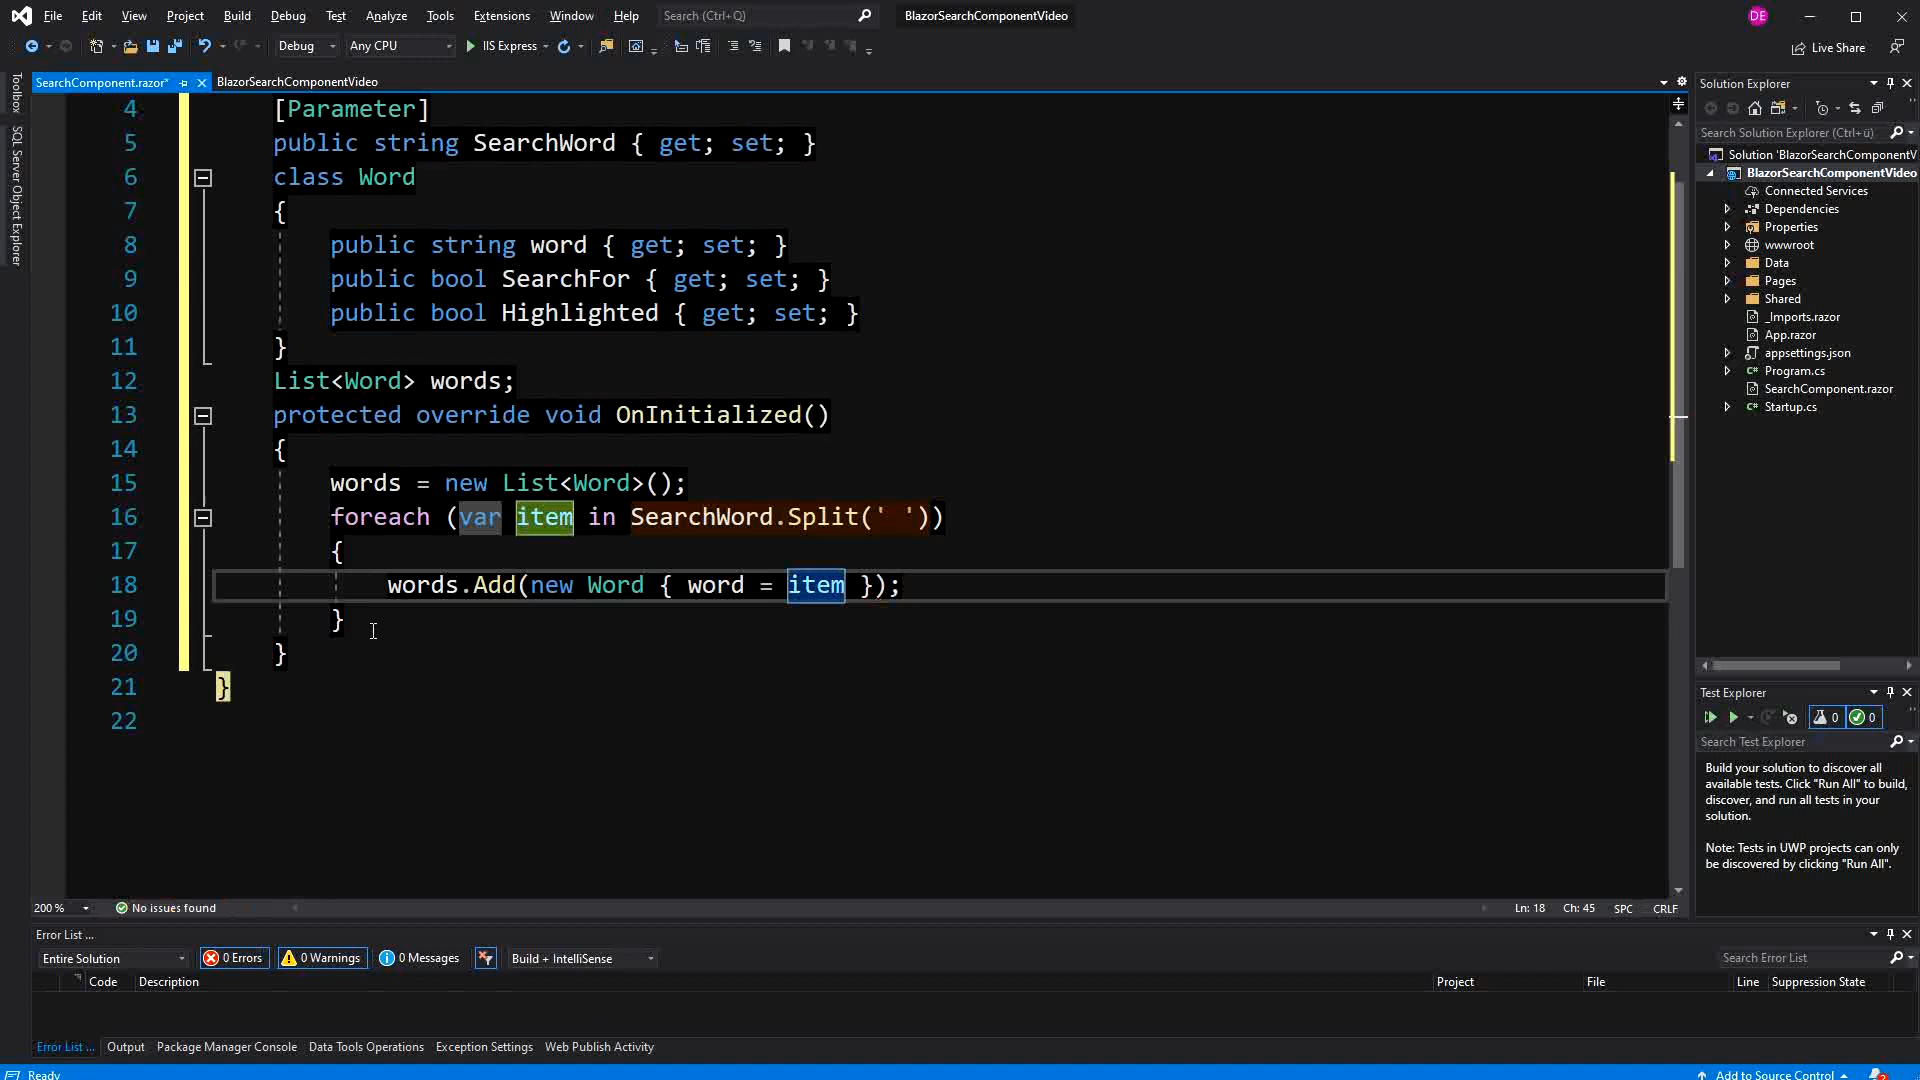 File Edit View Project Build Debug Test Analyze Tools Extensions Window Help Search (Ctrl+Q) BlazorSearchComponentVideo DE
Debug Any CPU IIS Express Live Share
SearchComponent.razor* BlazorSearchComponentVideo
Toolbox
SQL Server Object Explorer
4 [Parameter]
5 public string SearchWord { get; set; }
6 class Word
7 {
8 public string word { get; set; }
9 public bool SearchFor { get; set; }
10 public bool Highlighted { get; set; }
11 }
12 List<Word> words;
13 protected override void OnInitialized()
14 {
15 words = new List<Word>();
16 foreach (var item in SearchWord.Split(' '))
17 {
18 words.Add(new Word { word = item });
19 }
20 }
21 }
22
200 % No issues found Ln: 18 Ch: 45 SPC CRLF
Solution Explorer
Search Solution Explorer (Ctrl+ü)
Solution 'BlazorSearchComponentV
BlazorSearchComponentVideo
Connected Services
Dependencies
Properties
wwwroot
Data
Pages
Shared
_Imports.razor
App.razor
appsettings.json
C# Program.cs
SearchComponent.razor
C# Startup.cs
Test Explorer
0 0
Search Test Explorer
Build your solution to discover all
available tests. Click "Run All" to build,
discover, and run all tests in your
solution.
Note: Tests in UWP projects can only
be discovered by clicking "Run All".
Error List ...
Entire Solution 0 Errors 0 Warnings 0 Messages Build + IntelliSense Search Error List
Code Description Project File Line Suppression State
Error List ... Output Package Manager Console Data Tools Operations Exception Settings Web Publish Activity
Ready Add to Source Control 2